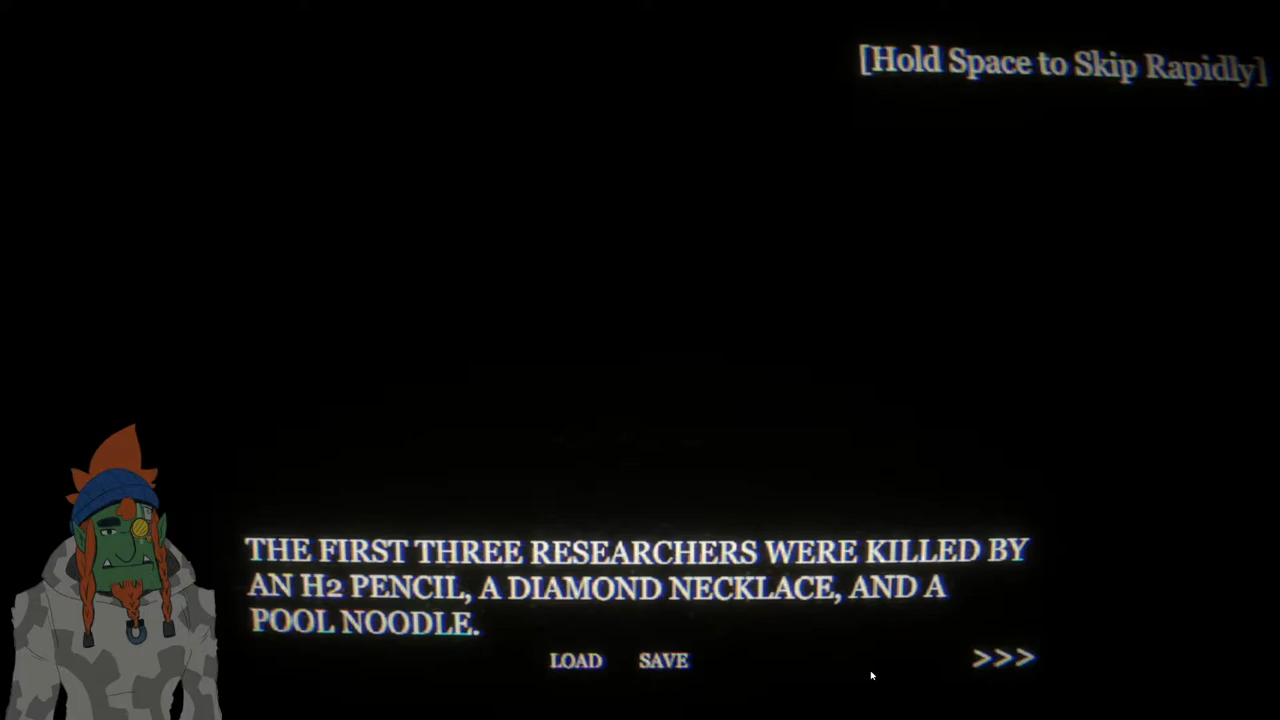 [Hold Space to Skip Rapidly]
THE FIRST THREE RESEARCHERS WERE KILLED BY
AN H2 PENCIL, A DIAMOND NECKLACE, AND A
POOL NOODLE.
LOAD SAVE >>>